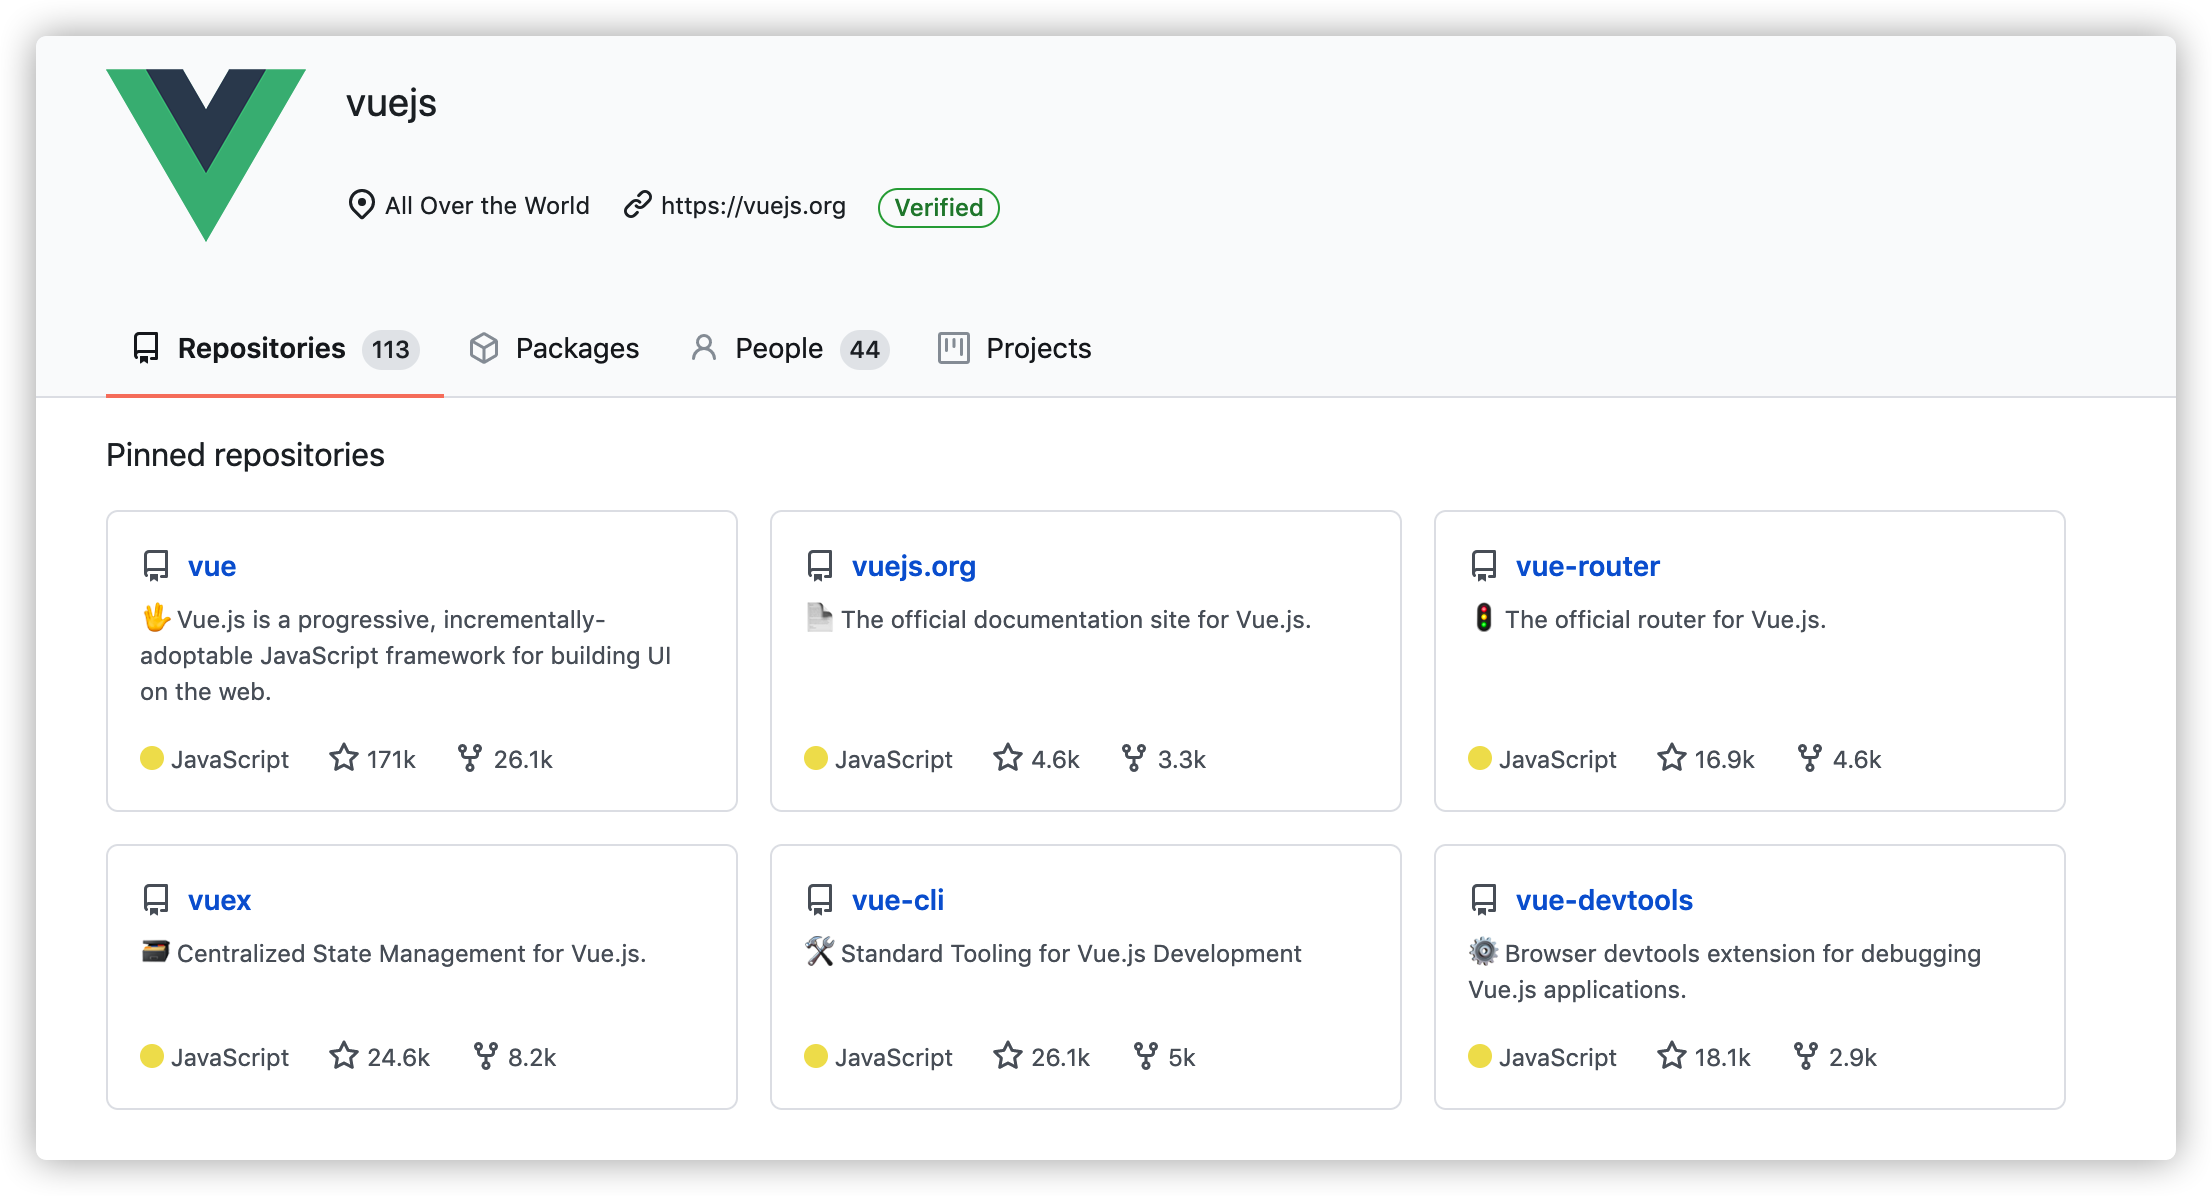 vuejs
All Over the World https://vuejs.org Verified
Repositories 113 Packages People 44 Projects
Pinned repositories
vue
🖖 Vue.js is a progressive, incrementally-
adoptable JavaScript framework for building UI
on the web.
JavaScript 171k 26.1k
vuejs.org
📄 The official documentation site for Vue.js.
JavaScript 4.6k 3.3k
vue-router
🚦 The official router for Vue.js.
JavaScript 16.9k 4.6k
vuex
🗃️ Centralized State Management for Vue.js.
JavaScript 24.6k 8.2k
vue-cli
🛠️ Standard Tooling for Vue.js Development
JavaScript 26.1k 5k
vue-devtools
⚙️ Browser devtools extension for debugging
Vue.js applications.
JavaScript 18.1k 2.9k